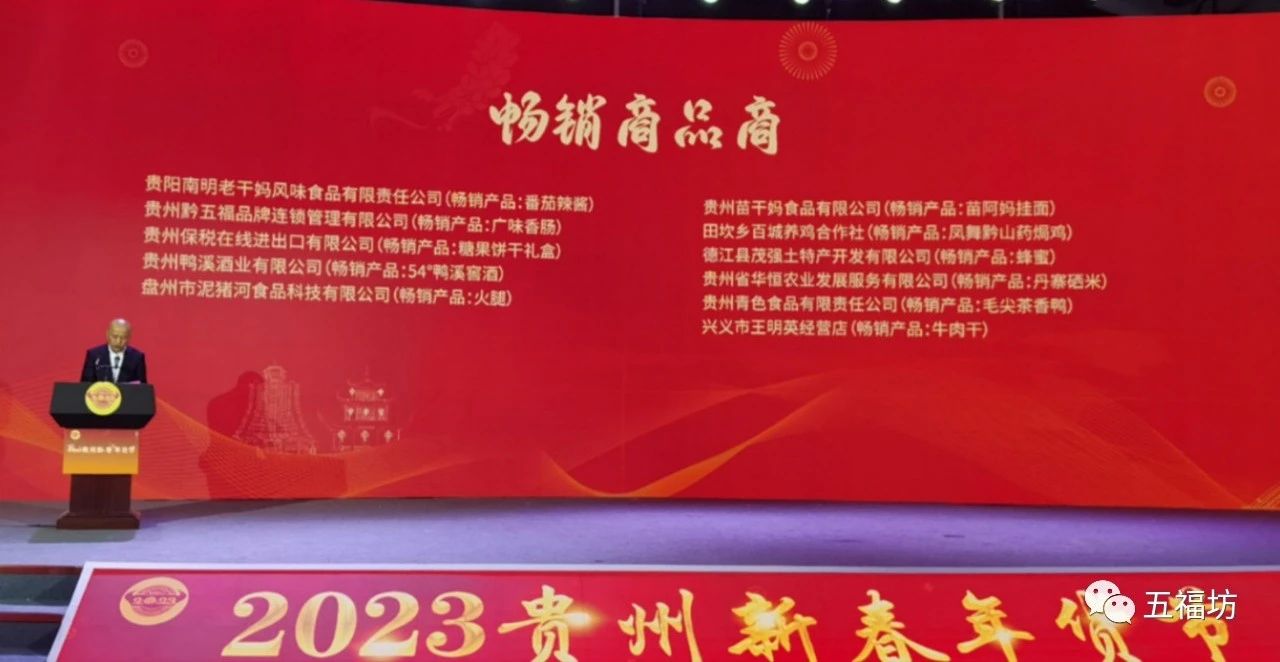 畅销商品商
贵阳南明老干妈风味食品有限责任公司(畅销产品:番茄辣酱)
贵州黔五福品牌连锁管理有限公司(畅销产品:广味香肠)
贵州保税在线进出口有限公司(畅销产品:糖果饼干礼盒)
贵州鸭溪酒业有限公司(畅销产品:54°鸭溪窖酒)
盘州市泥猪河食品科技有限公司(畅销产品:火腿)
贵州苗干妈食品有限公司(畅销产品:苗阿妈挂面)
田坎乡百城养鸡合作社(畅销产品:凤舞黔山药焗鸡)
德江县茂强土特产开发有限公司(畅销产品:蜂蜜)
贵州省华恒农业发展服务有限公司(畅销产品:丹寨硒米)
贵州青色食品有限责任公司(畅销产品:毛尖茶香鸭)
兴义市王明英经营店(畅销产品:牛肉干)
2023
2023贵州新春年货节
五福坊